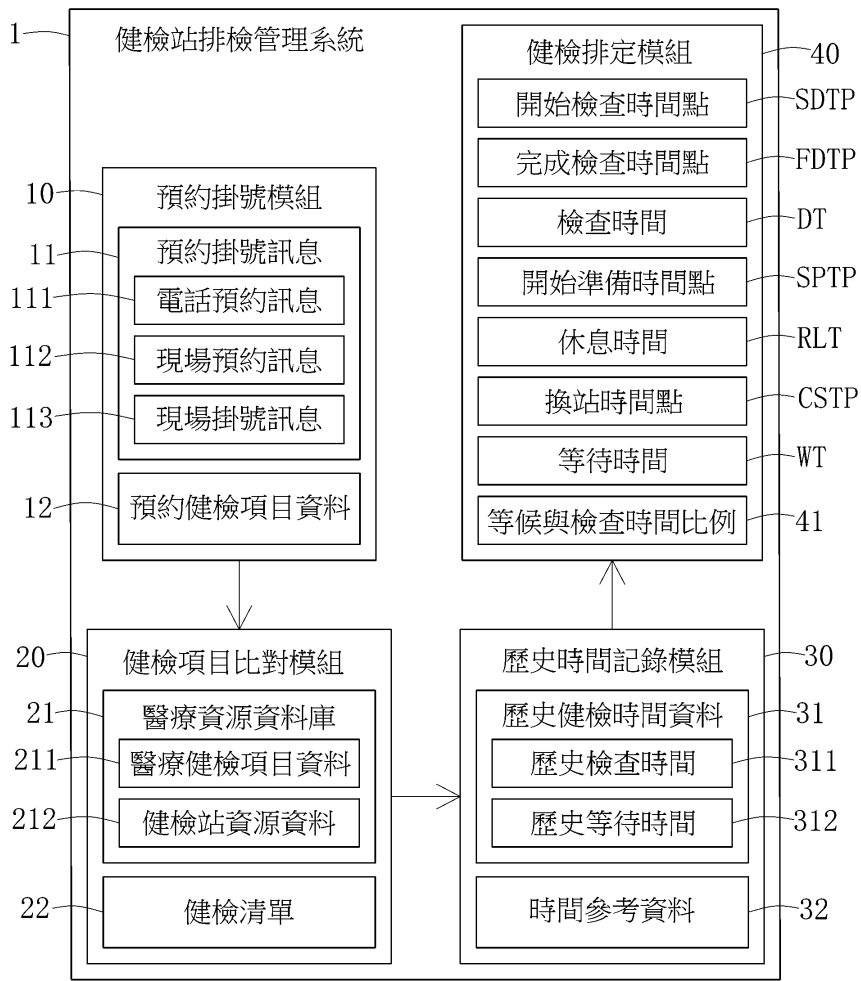 1
健檢站排檢管理系統
10
預約掛號模組
11
預約掛號訊息
111
電話預約訊息
112
現場預約訊息
113
現場掛號訊息
12
預約健檢項目資料
健檢排定模組
40
開始檢查時間點
SDTP
完成檢查時間點
FDTP
檢查時間
DT
開始準備時間點
SPTP
休息時間
RLT
換站時間點
CSTP
等待時間
WT
等候與檢查時間比例
41
20
健檢項目比對模組
21
醫療資源資料庫
211
醫療健檢項目資料
212
健檢站資源資料
22
健檢清單
歷史時間記錄模組
30
歷史健檢時間資料
31
歷史檢查時間
311
歷史等待時間
312
時間參考資料
32